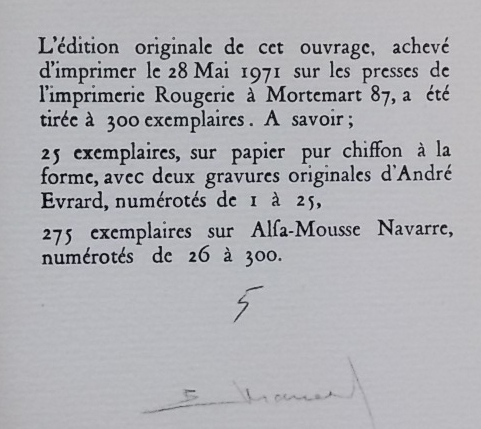 L'édition originale de cet ouvrage, achevé
d'imprimer le 28 Mai 1971 sur les presses de
l'imprimerie Rougerie à Mortemart 87, a été
tirée à 300 exemplaires. A savoir ;
25 exemplaires, sur papier pur chiffon à la
forme, avec deux gravures originales d'André
Evrard, numérotés de 1 à 25,
275 exemplaires sur Alfa-Mousse Navarre,
numérotés de 26 à 300.
5